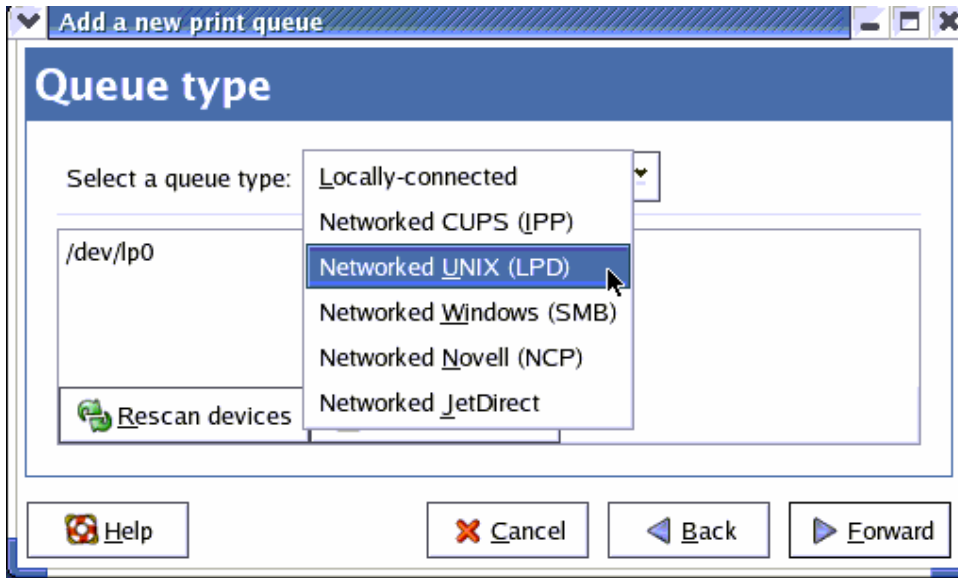 Add a new print queue
Queue type
Select a queue type:
Locally-connected
Networked CUPS (IPP)
Networked UNIX (LPD)
Networked Windows (SMB)
Networked Novell (NCP)
Networked JetDirect
/dev/lp0
Rescan devices
Help
Cancel
Back
Forward